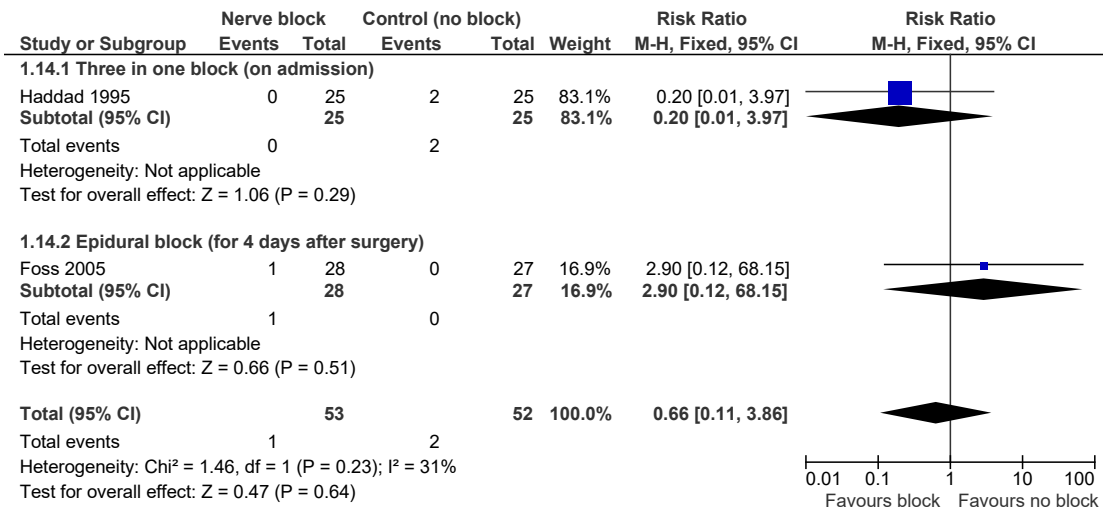 Nerve block Control (no block) Risk Ratio Risk Ratio
Study or Subgroup Events Total Events Total Weight M-H, Fixed, 95% CI M-H, Fixed, 95% CI
1.14.1 Three in one block (on admission)
Haddad 1995 0 25 2 25 83.1% 0.20 [0.01, 3.97]
Subtotal (95% CI) 25 25 83.1% 0.20 [0.01, 3.97]
Total events 0 2
Heterogeneity: Not applicable
Test for overall effect: Z = 1.06 (P = 0.29)
1.14.2 Epidural block (for 4 days after surgery)
Foss 2005 1 28 0 27 16.9% 2.90 [0.12, 68.15]
Subtotal (95% CI) 28 27 16.9% 2.90 [0.12, 68.15]
Total events 1 0
Heterogeneity: Not applicable
Test for overall effect: Z = 0.66 (P = 0.51)
Total (95% CI) 53 52 100.0% 0.66 [0.11, 3.86]
Total events 1 2
Heterogeneity: Chi² = 1.46, df = 1 (P = 0.23); I² = 31%
Test for overall effect: Z = 0.47 (P = 0.64)
0.01 0.1 1 10 100
Favours block Favours no block